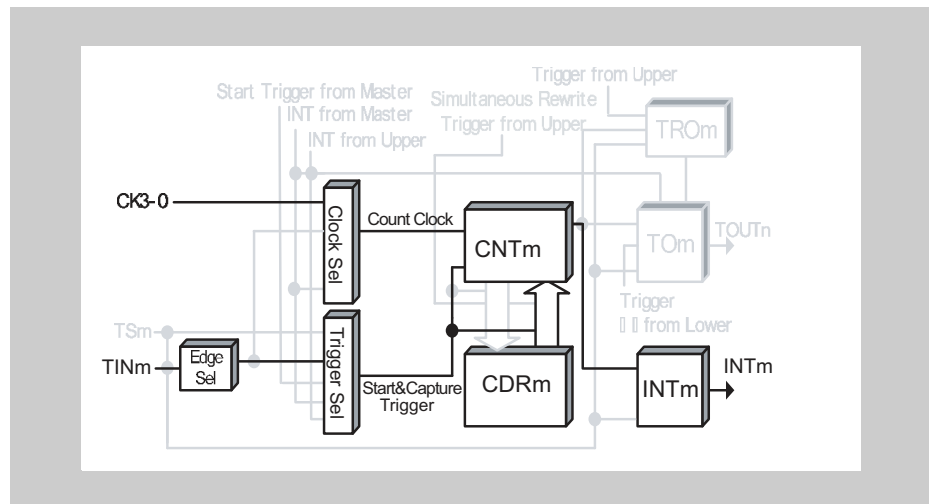 Trigger from Upper
Start Trigger from Master
Simultaneous Rewrite
INT from Master
Trigger from Upper
INT from Upper
TROm
CK3-0
Clock Sel
Count Clock
CNTm
TOm
TOUTn
Trigger
from Lower
TSm
TINm
Edge
Sel
Trigger Sel
Start&Capture
Trigger
CDRm
INTm
INTm